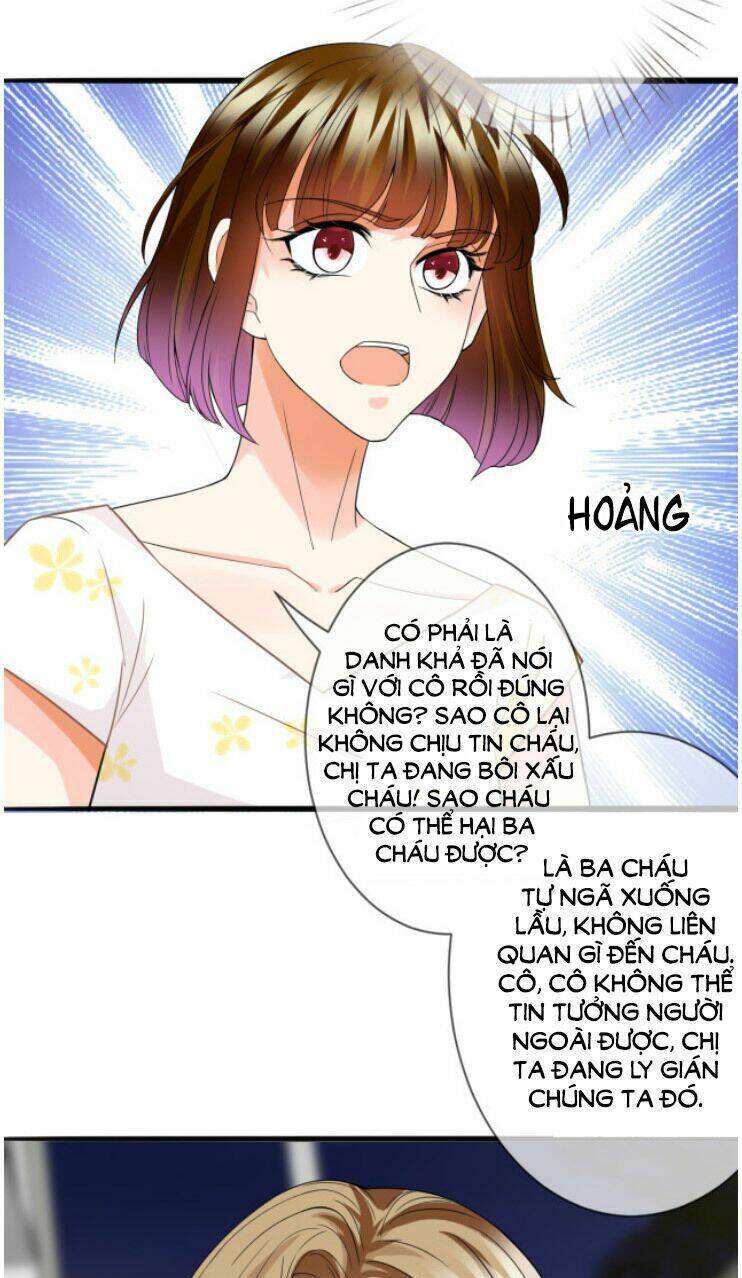 HOẢNG
CÓ PHẢI LÀ
DANH KHẢ ĐÃ NÓI
GÌ VỚI CÔ RỒI ĐÚNG
KHÔNG? SAO CÔ LẠI
KHÔNG CHỊU TIN CHÁU,
CHỊ TA ĐANG BÔI XẤU
CHÁU! SAO CHÁU
CÓ THỂ HẠI BA
CHÁU ĐƯỢC?
LÀ BA CHÁU
TỰ NGÃ XUỐNG
LẦU, KHÔNG LIÊN
QUAN GÌ ĐẾN CHÁU.
CÔ, CÔ KHÔNG THỂ
TIN TƯỞNG NGƯỜI
NGOÀI ĐƯỢC, CHỊ
TA ĐANG LY GIÁN
CHÚNG TA ĐÓ.